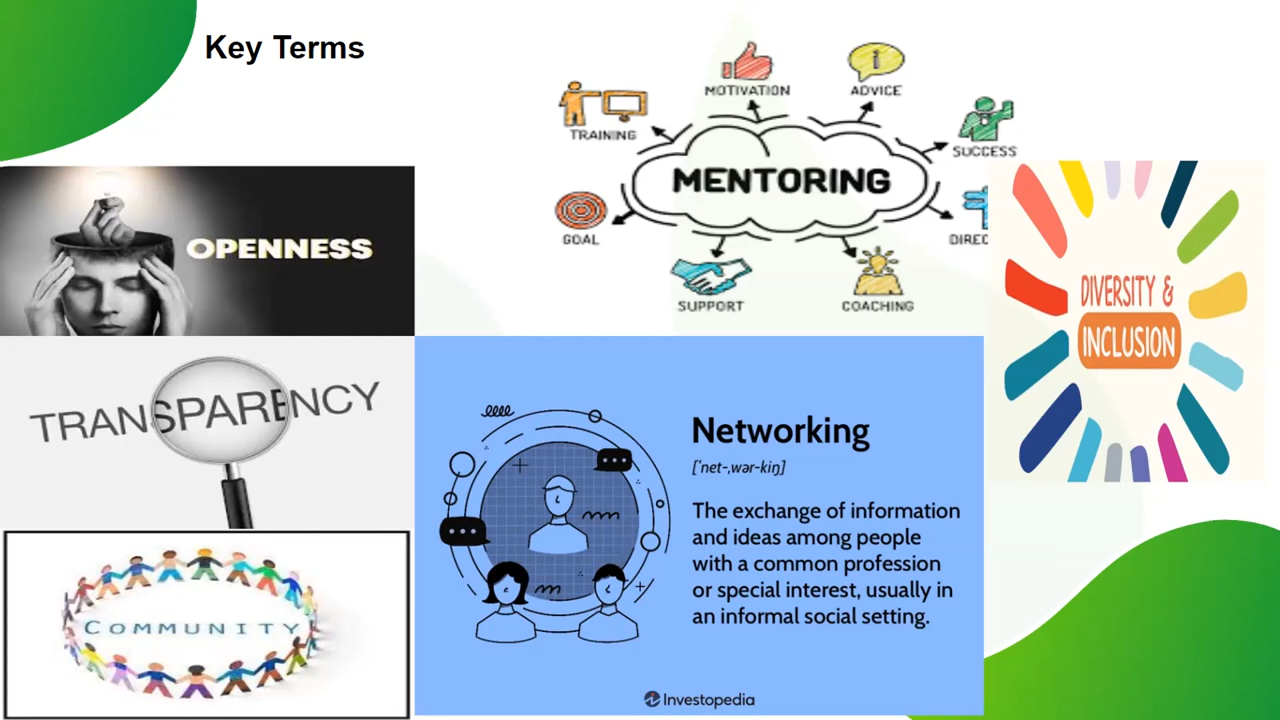 Key Terms
MOTIVATION
ADVICE
TRAINING
SUCCESS
MENTORING
GOAL
DIREC
SUPPORT
COACHING
OPENNESS
DIVERSITY &
INCLUSION
TRANSPARENCY
Networking
['net-,wər-kiŋ]
The exchange of information
and ideas among people
with a common profession
or special interest, usually in
an informal social setting.
Investopedia
COMMUNITY